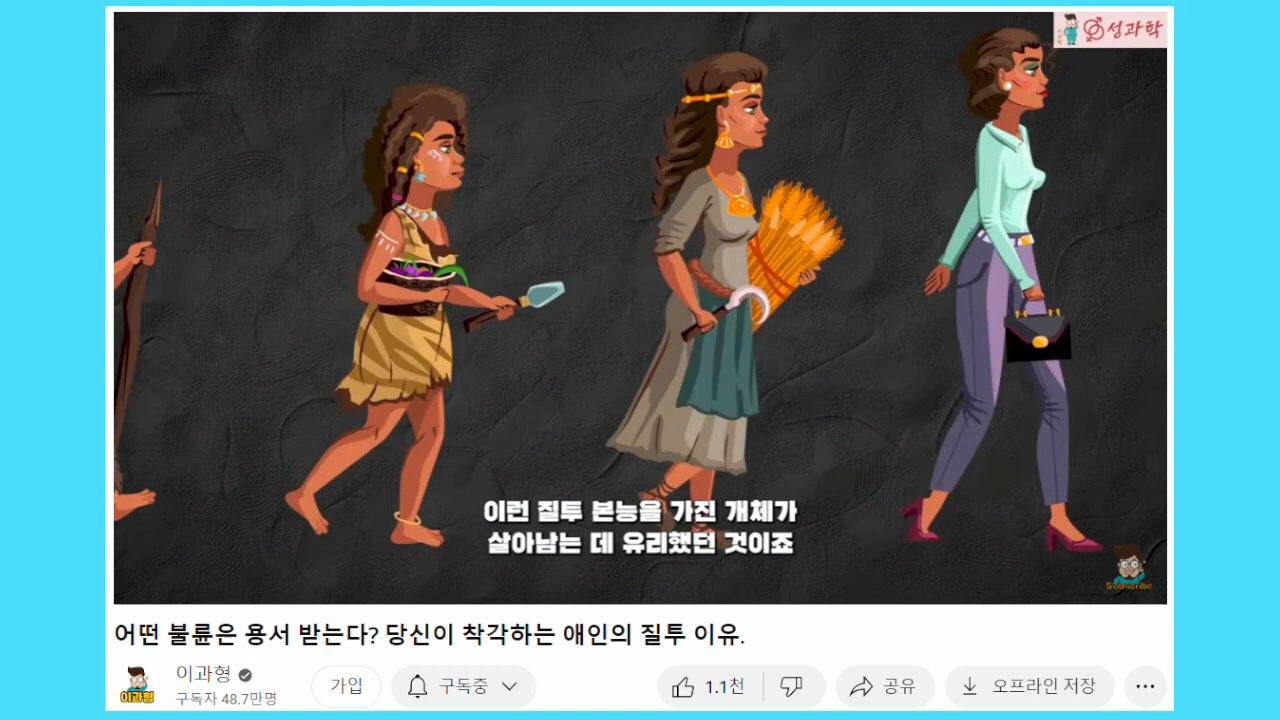 성과학
이런 질투 본능을 가진 개체가
살아남는 데 유리했던 것이죠
Subscribe
어떤 불륜은 용서 받는다? 당신이 착각하는 애인의 질투 이유.
이과형
이과형
구독자 48.7만명
가입
구독중
1.1천
공유
오프라인 저장